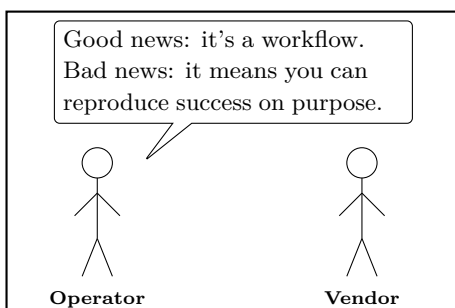 Good news: it's a workflow.
Bad news: it means you can
reproduce success on purpose.
Operator
Vendor